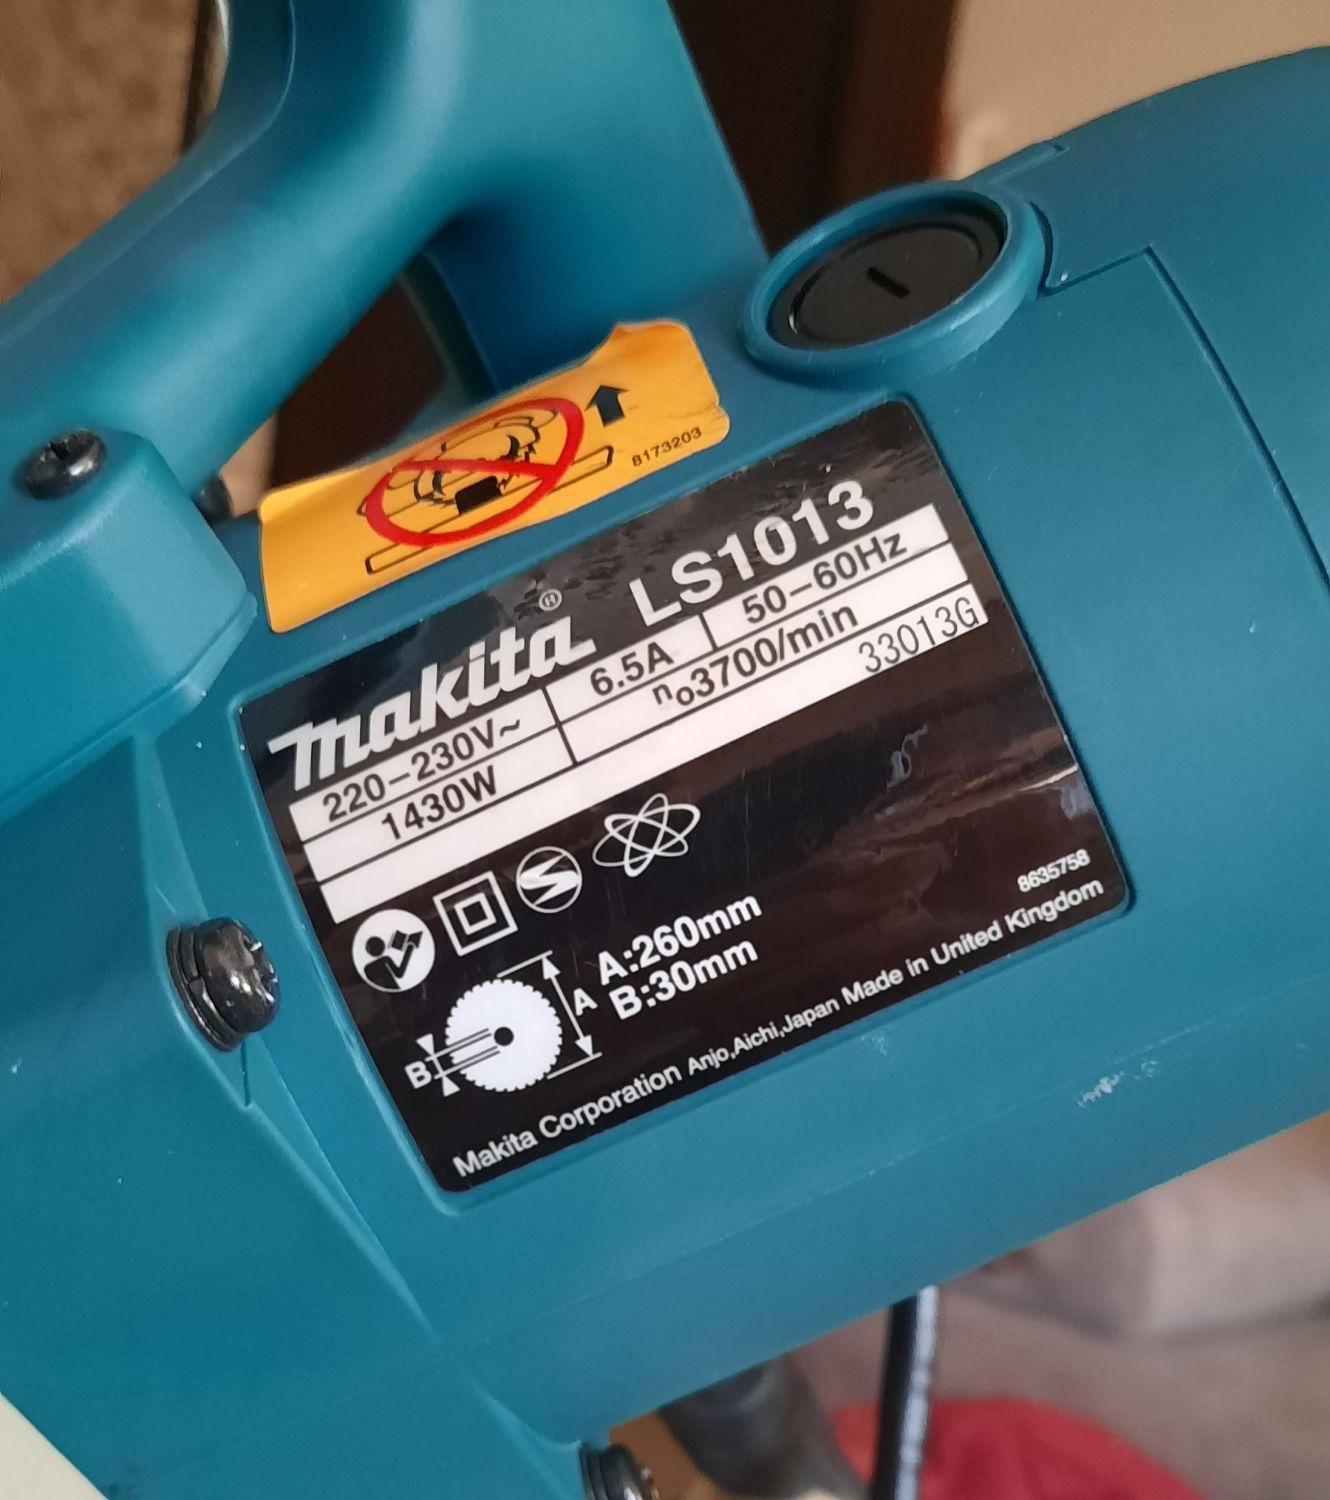 8173203
makita® LS1013
220–230V~ 6.5A 50–60Hz
1430W no3700/min
33013G
A:260mm
B:30mm
A
B
8635758
Makita Corporation Anjo,Aichi,Japan Made in United Kingdom